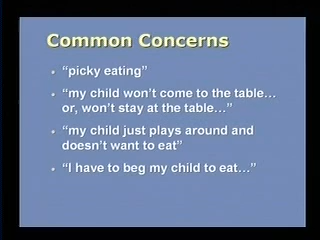 Common Concerns
• “picky eating”
• “my child won’t come to the table…
or, won’t stay at the table…”
• “my child just plays around and
doesn’t want to eat”
• “I have to beg my child to eat…”